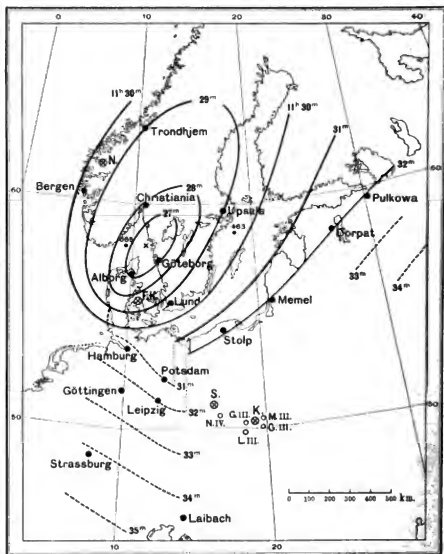 0
10
20
30
40
11ʰ 30ᵐ
29ᵐ
11ʰ 30ᵐ
31ᵐ
Trondhjem
N.
32ᵐ
Bergen
60
28ᵐ
Christiania
60
Pulkowa
27ᵐ
Upsala
Dorpat
33ᵐ
34ᵐ
Göteborg
Alborg
Lund
Memel
Stolp
Hamburg
Potsdam
31ᵐ
Göttingen
Leipzig
32ᵐ
S.
N.IV.
G.III.
K.
M.III.
G.III.
L.III.
50
50
33ᵐ
Strassburg
34ᵐ
0 100 200 300 400 500 km.
35ᵐ
Laibach
10
20